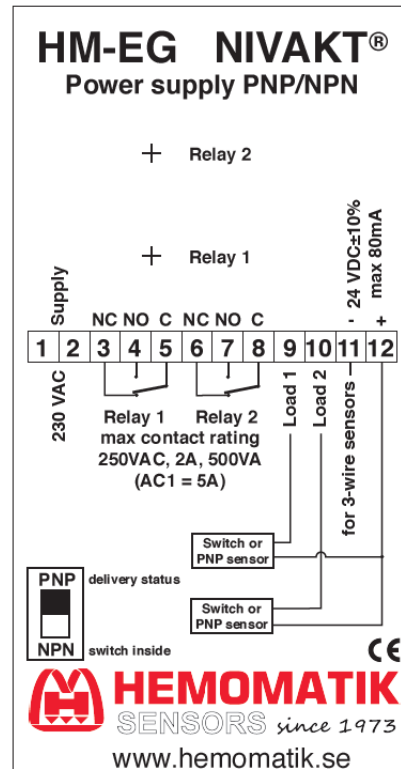 HM-EG NIVAKT®
Power supply PNP/NPN
+ Relay 2
+ Relay 1
Supply
24 VDC±10%
max 80mA
NC NO C NC NO C - +
1 2 3 4 5 6 7 8 9 10 11 12
230 VAC
Relay 1 Relay 2
max contact rating
250VAC, 2A, 500VA
(AC1 = 5A)
Load 1
Load 2
for 3-wire sensors
Switch or
PNP sensor
PNP delivery status
Switch or
PNP sensor
NPN switch inside
CE
HEMOMATIK
SENSORS since 1973
www.hemomatik.se